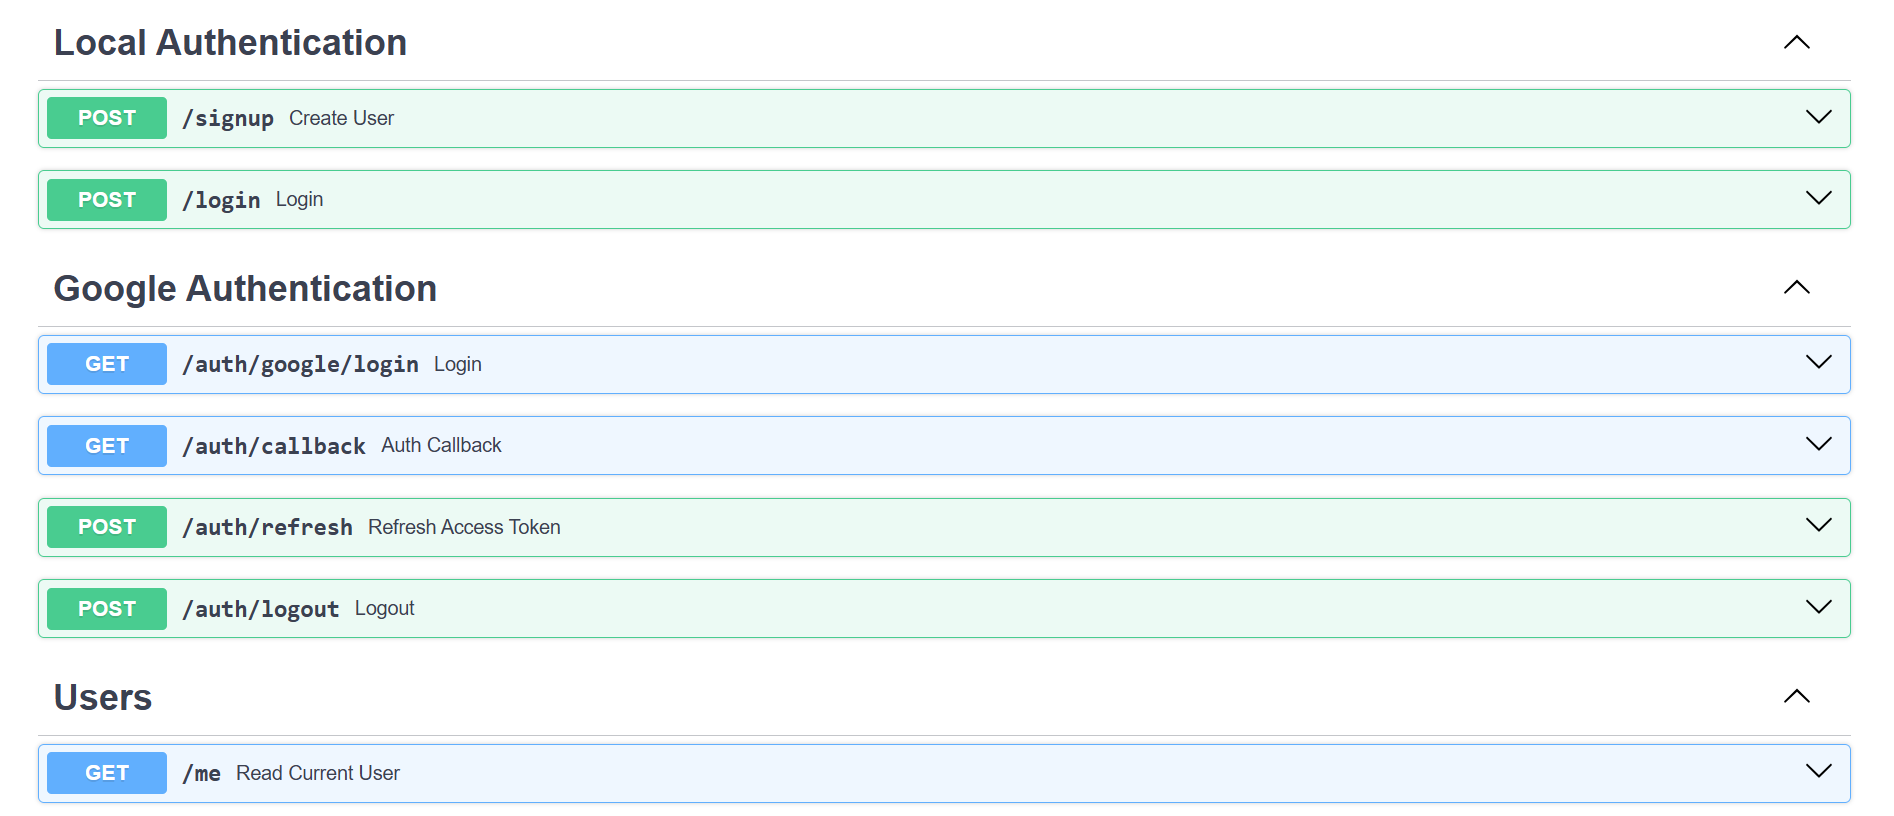 Local Authentication
POST /signup Create User
POST /login Login
Google Authentication
GET /auth/google/login Login
GET /auth/callback Auth Callback
POST /auth/refresh Refresh Access Token
POST /auth/logout Logout
Users
GET /me Read Current User